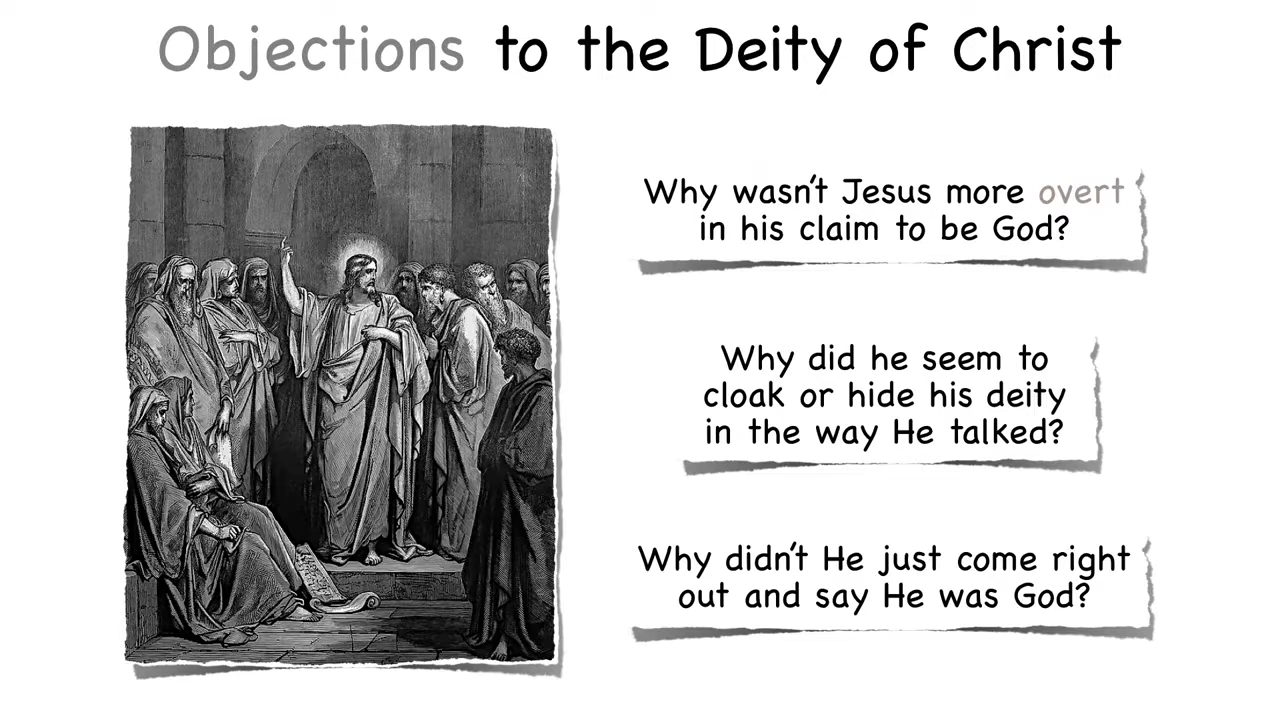 Objections to the Deity of Christ
Why wasn't Jesus more overt
in his claim to be God?
Why did he seem to
cloak or hide his deity
in the way He talked?
Why didn't He just come right
out and say He was God?